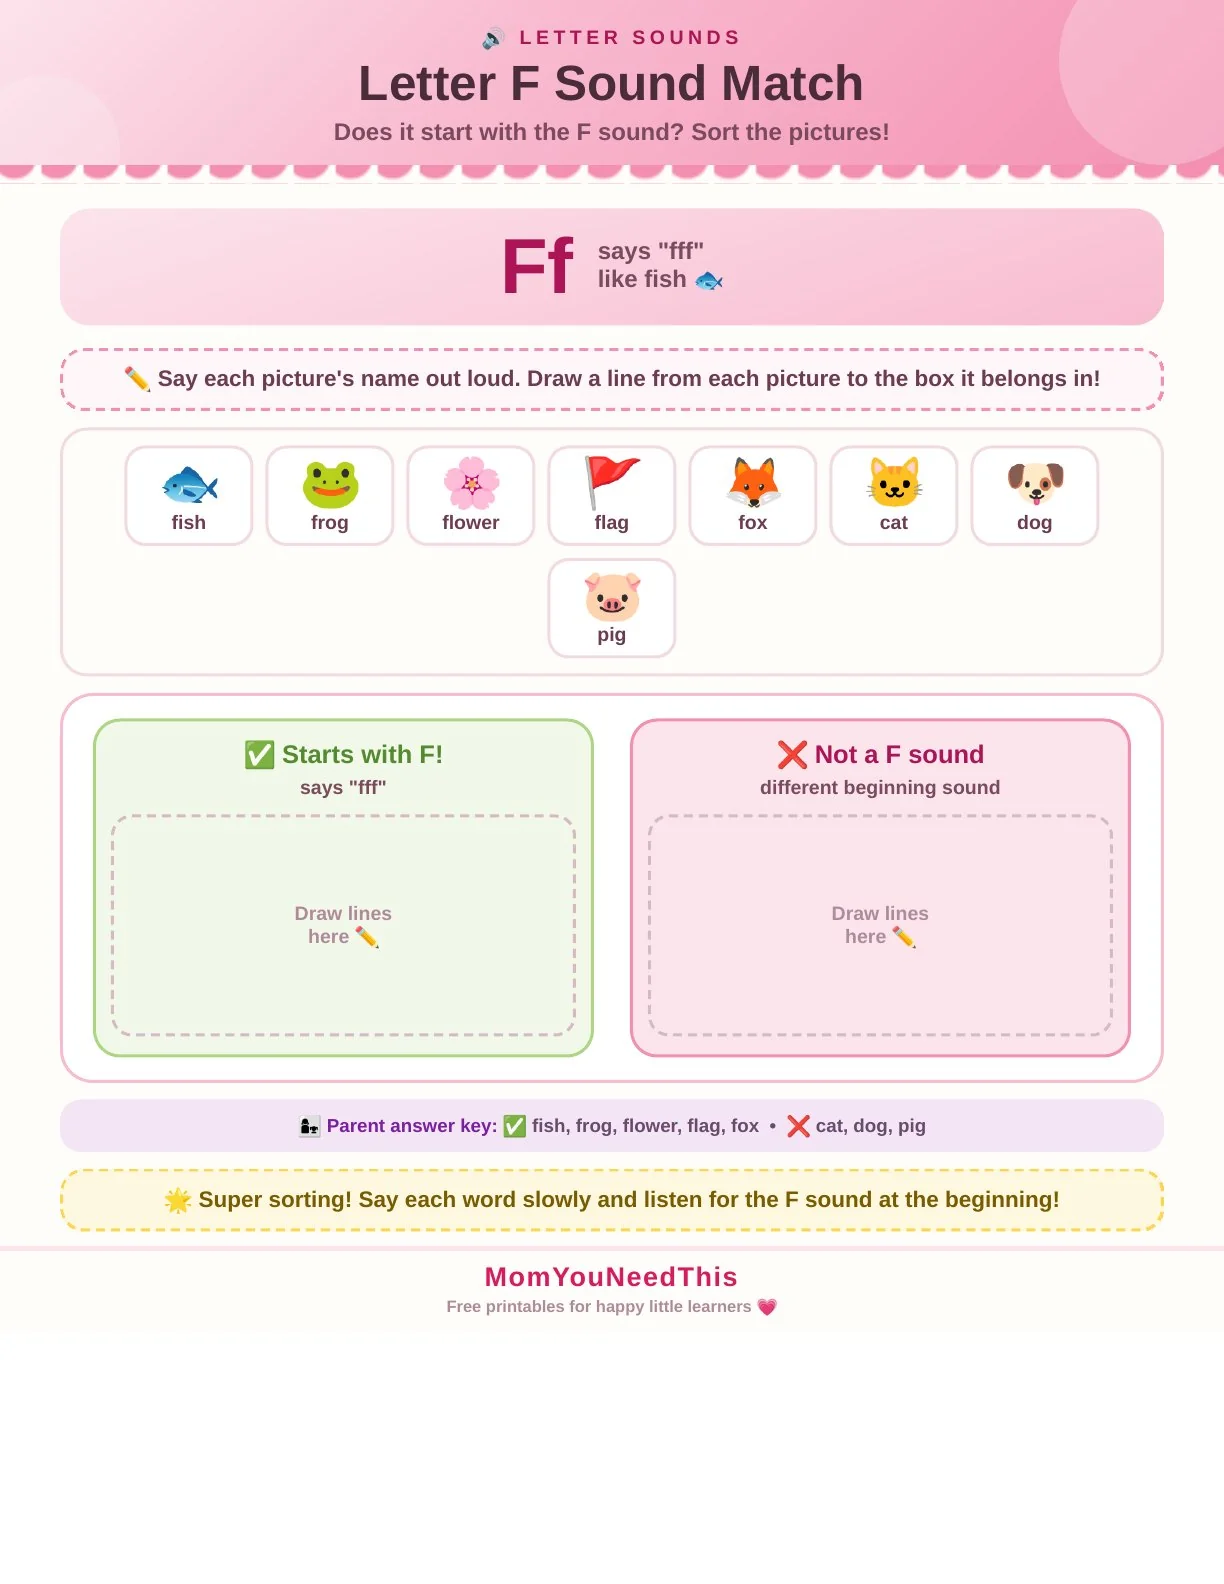 LETTER SOUNDS
Letter F Sound Match
Does it start with the F sound? Sort the pictures!
Ff
says "fff"
like fish
Say each picture's name out loud. Draw a line from each picture to the box it belongs in!
fish frog flower flag fox cat dog
pig
Starts with F!
says "fff"
Draw lines
here
Not a F sound
different beginning sound
Draw lines
here
Parent answer key: fish, frog, flower, flag, fox • cat, dog, pig
Super sorting! Say each word slowly and listen for the F sound at the beginning!
MomYouNeedThis
Free printables for happy little learners